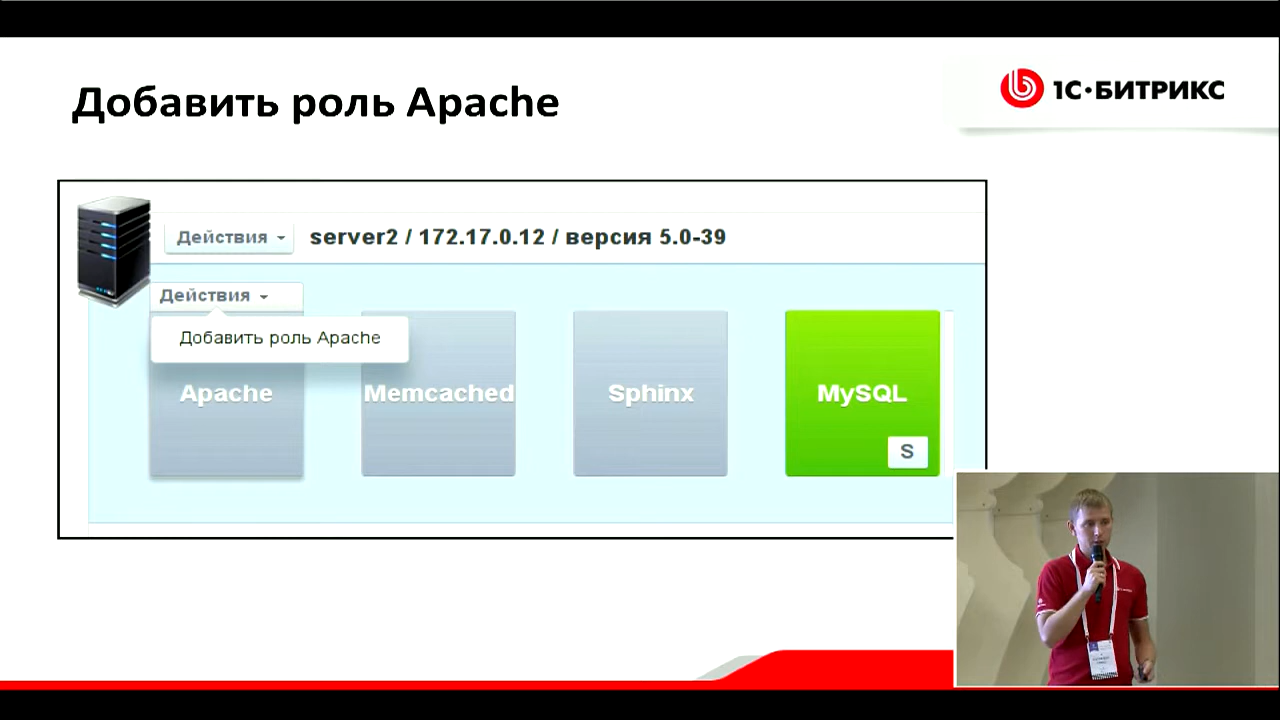 Добавить роль Apache
1С·БИТРИКС
Действия
server2 / 172.17.0.12 / версия 5.0-39
Действия
Добавить роль Apache
Apache
Memcached
Sphinx
MySQL
S